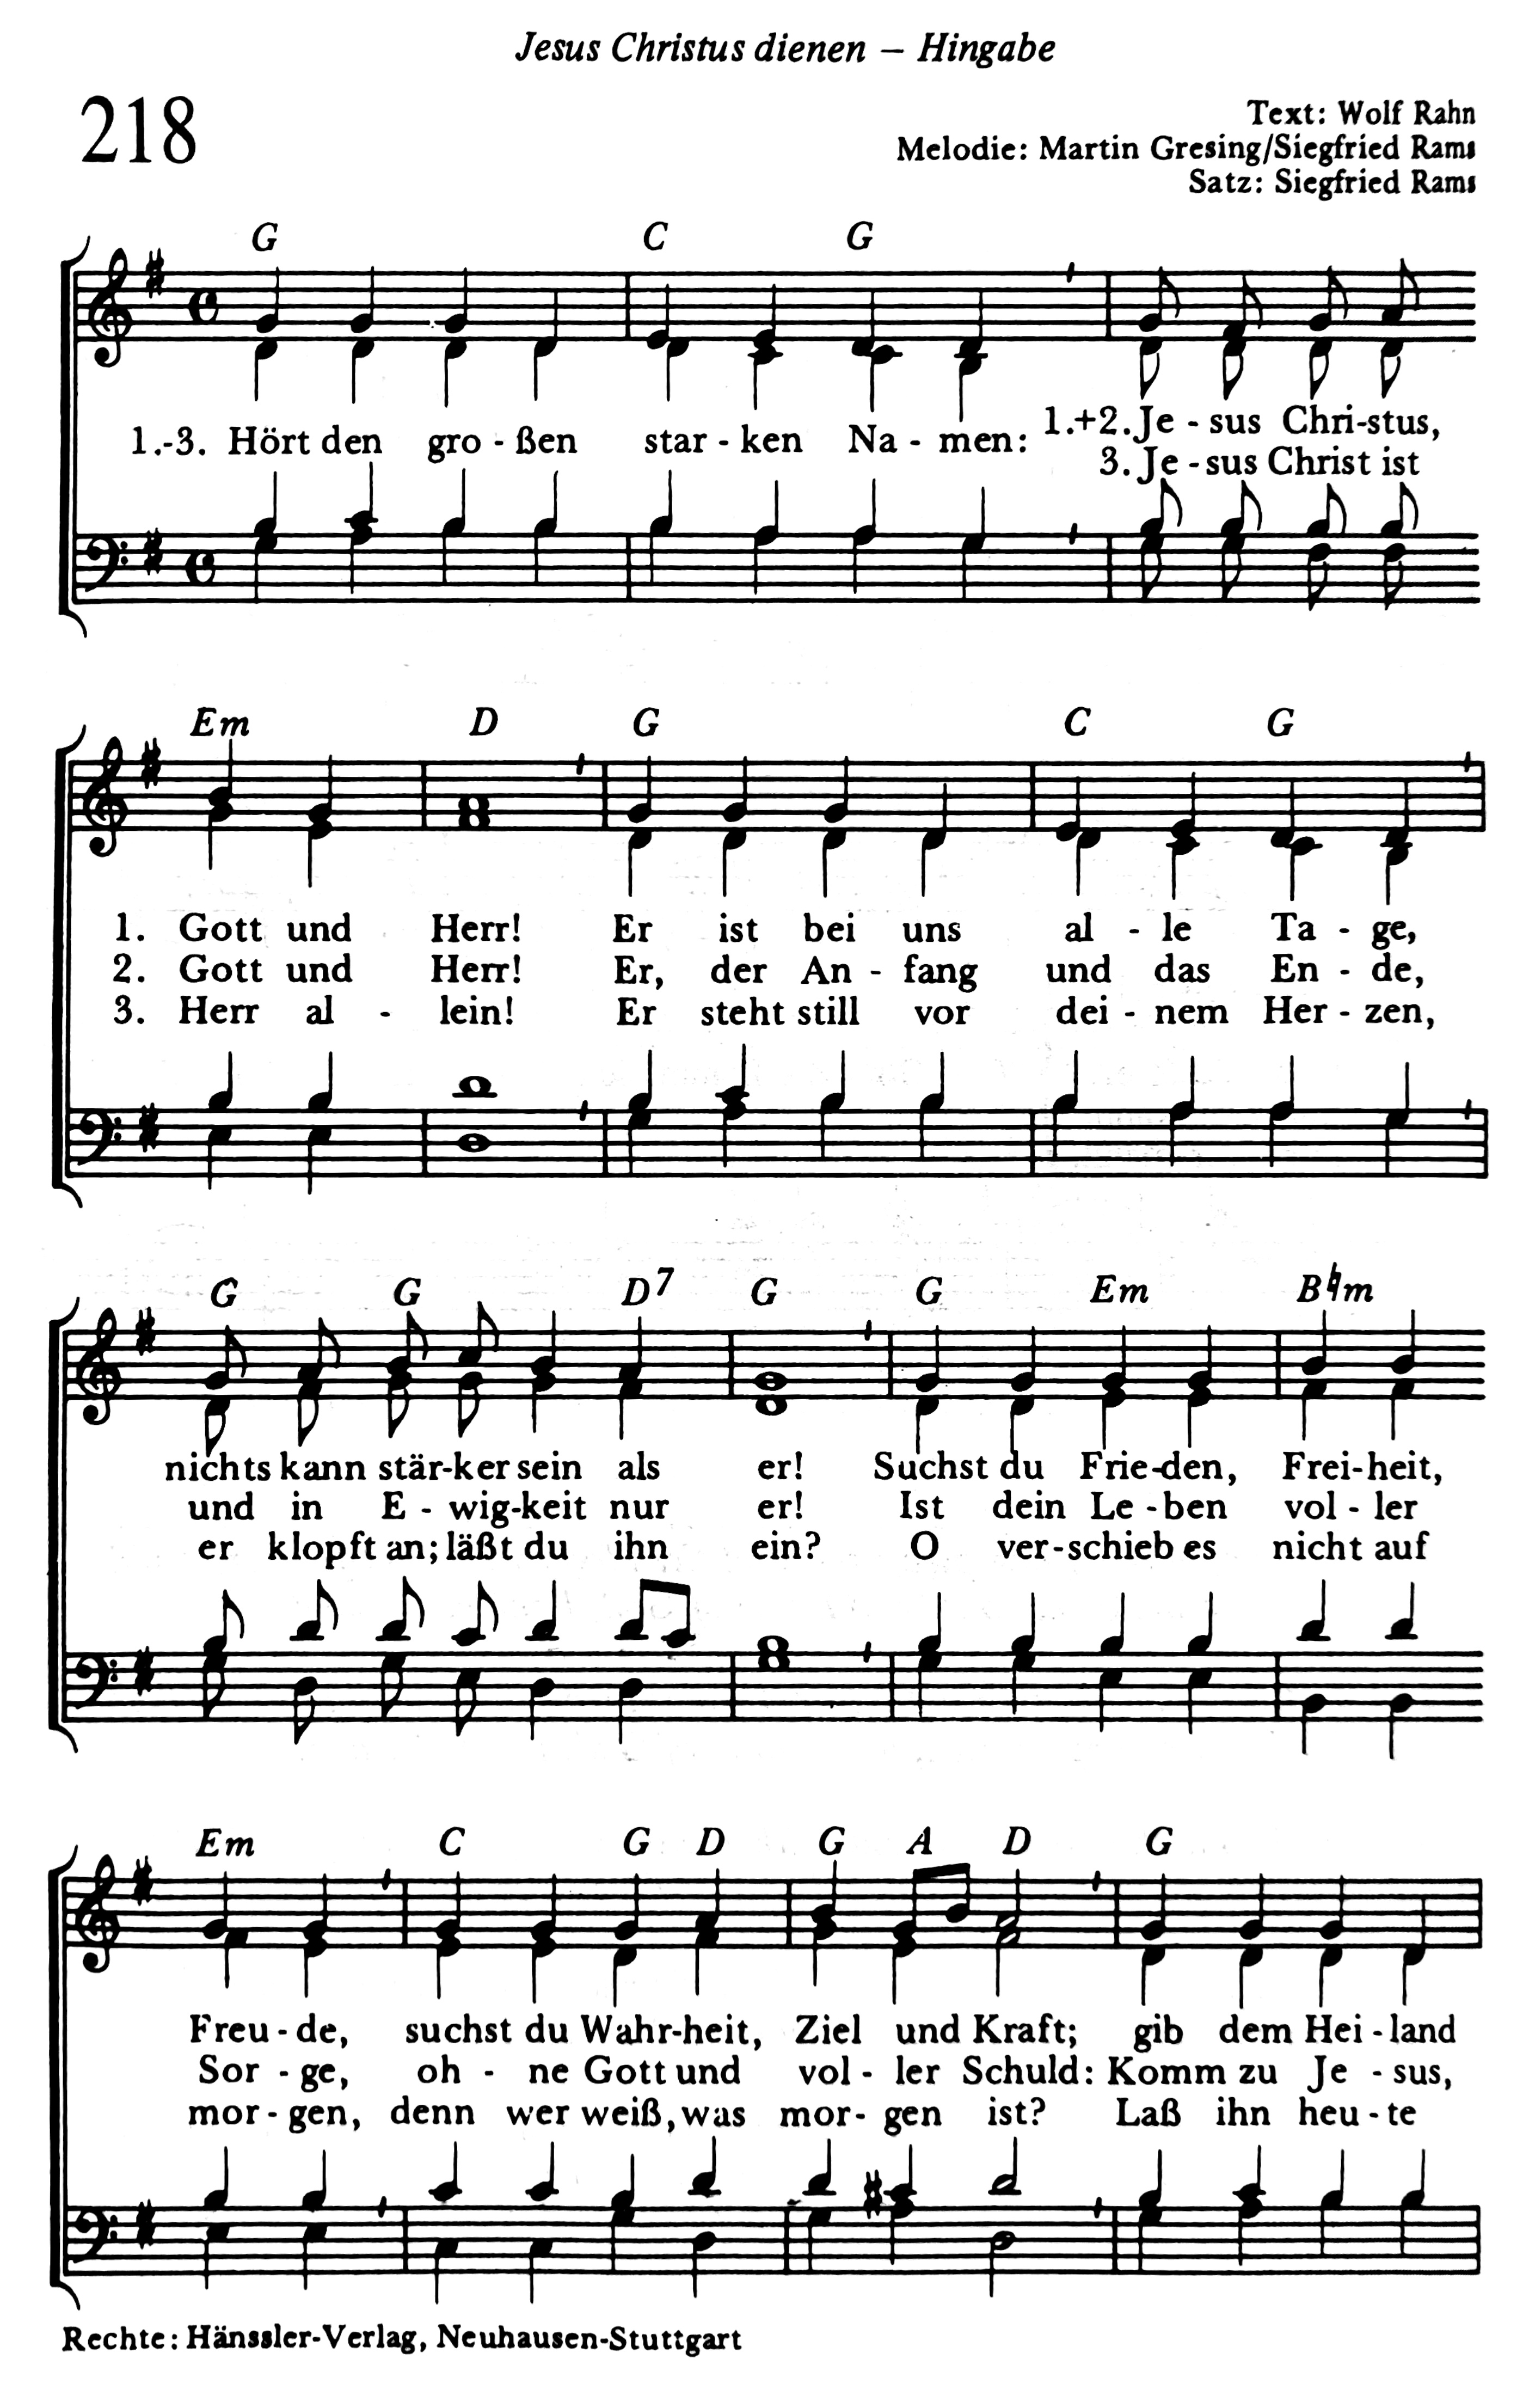 Jesus Christus dienen – Hingabe
218
Text: Wolf Rahn
Melodie: Martin Gresing/Siegfried Rams
Satz: Siegfried Rams
G C G
1.-3. Hört den gro - ßen star - ken Na - men: 1.+2. Je - sus Chri-stus,
3. Je - sus Christ ist
Em D G C G
1. Gott und Herr! Er ist bei uns al - le Ta - ge,
2. Gott und Herr! Er, der An - fang und das En - de,
3. Herr al - lein! Er steht still vor dei - nem Her - zen,
G G D7 G G Em B♮m
nichts kann stär-ker sein als er! Suchst du Frie-den, Frei-heit,
und in E - wig-keit nur er! Ist dein Le - ben vol - ler
er klopft an; läßt du ihn ein? O ver-schieb es nicht auf
Em C G D G A D G
Freu - de, suchst du Wahr-heit, Ziel und Kraft; gib dem Hei - land
Sor - ge, oh - ne Gott und vol - ler Schuld: Komm zu Je - sus,
mor - gen, denn wer weiß, was mor - gen ist? Laß ihn heu - te
Rechte: Hänssler-Verlag, Neuhausen-Stuttgart